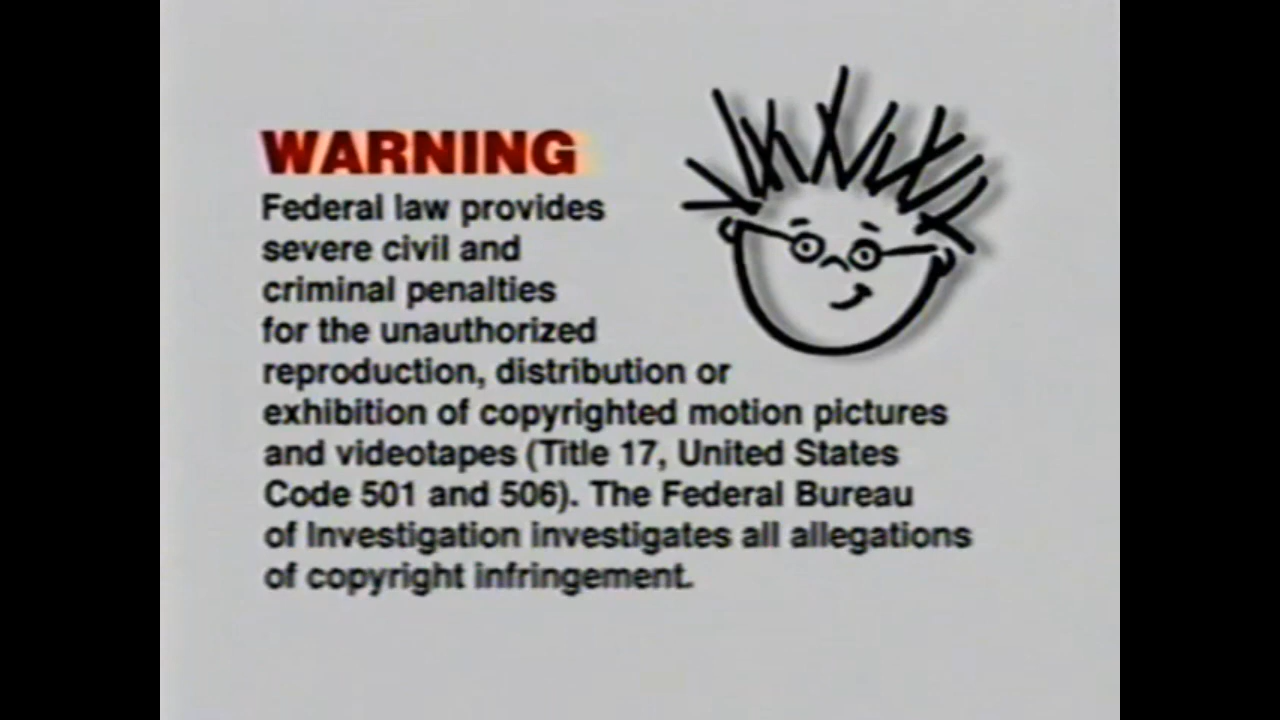 WARNING
Federal law provides
severe civil and
criminal penalties
for the unauthorized
reproduction, distribution or
exhibition of copyrighted motion pictures
and videotapes (Title 17, United States
Code 501 and 506). The Federal Bureau
of Investigation investigates all allegations
of copyright infringement.